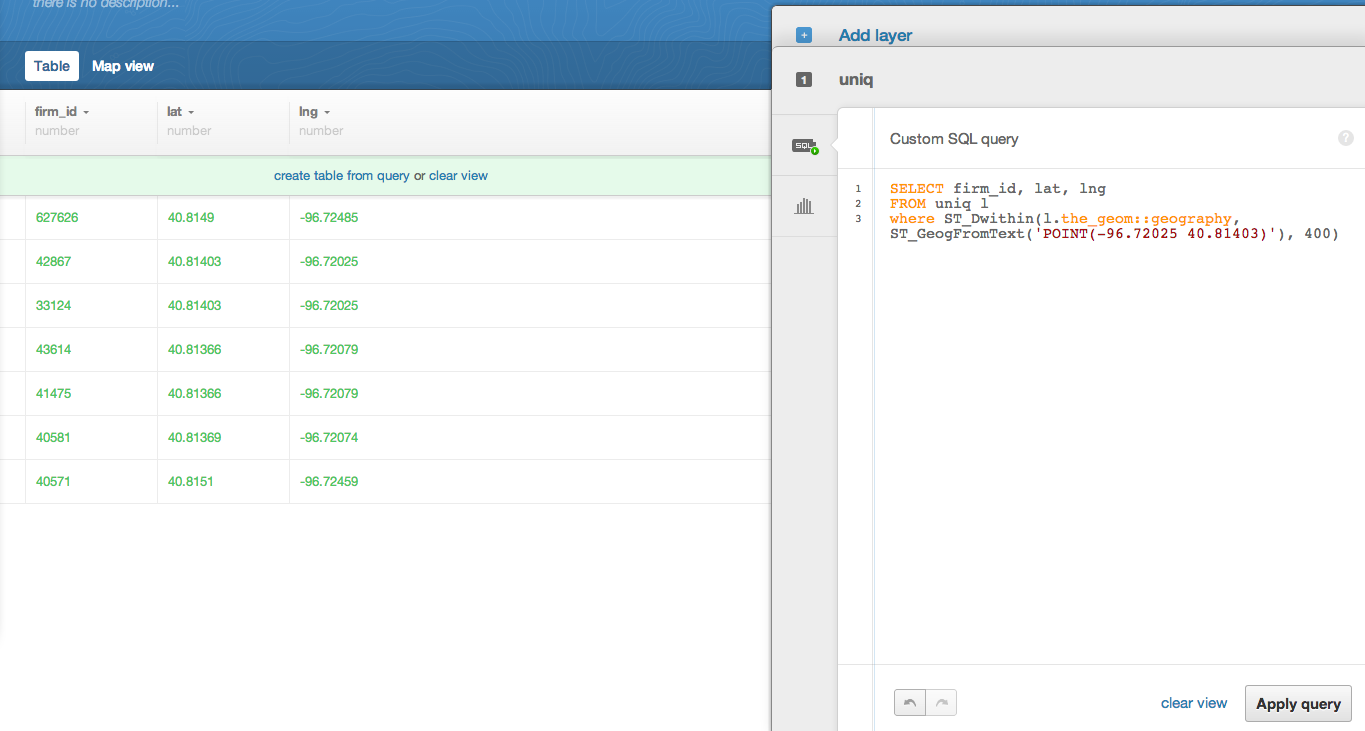 there is no description...
Table Map view
firm_id lat lng
number number number
create table from query or clear view
627626 40.8149 -96.72485
42867 40.81403 -96.72025
33124 40.81403 -96.72025
43614 40.81366 -96.72079
41475 40.81366 -96.72079
40581 40.81369 -96.72074
40571 40.8151 -96.72459
+ Add layer
1 uniq
SQL
Custom SQL query ?
1 SELECT firm_id, lat, lng
2 FROM uniq l
3 where ST_Dwithin(l.the_geom::geography,
ST_GeogFromText('POINT(-96.72025 40.81403)'), 400)
clear view Apply query